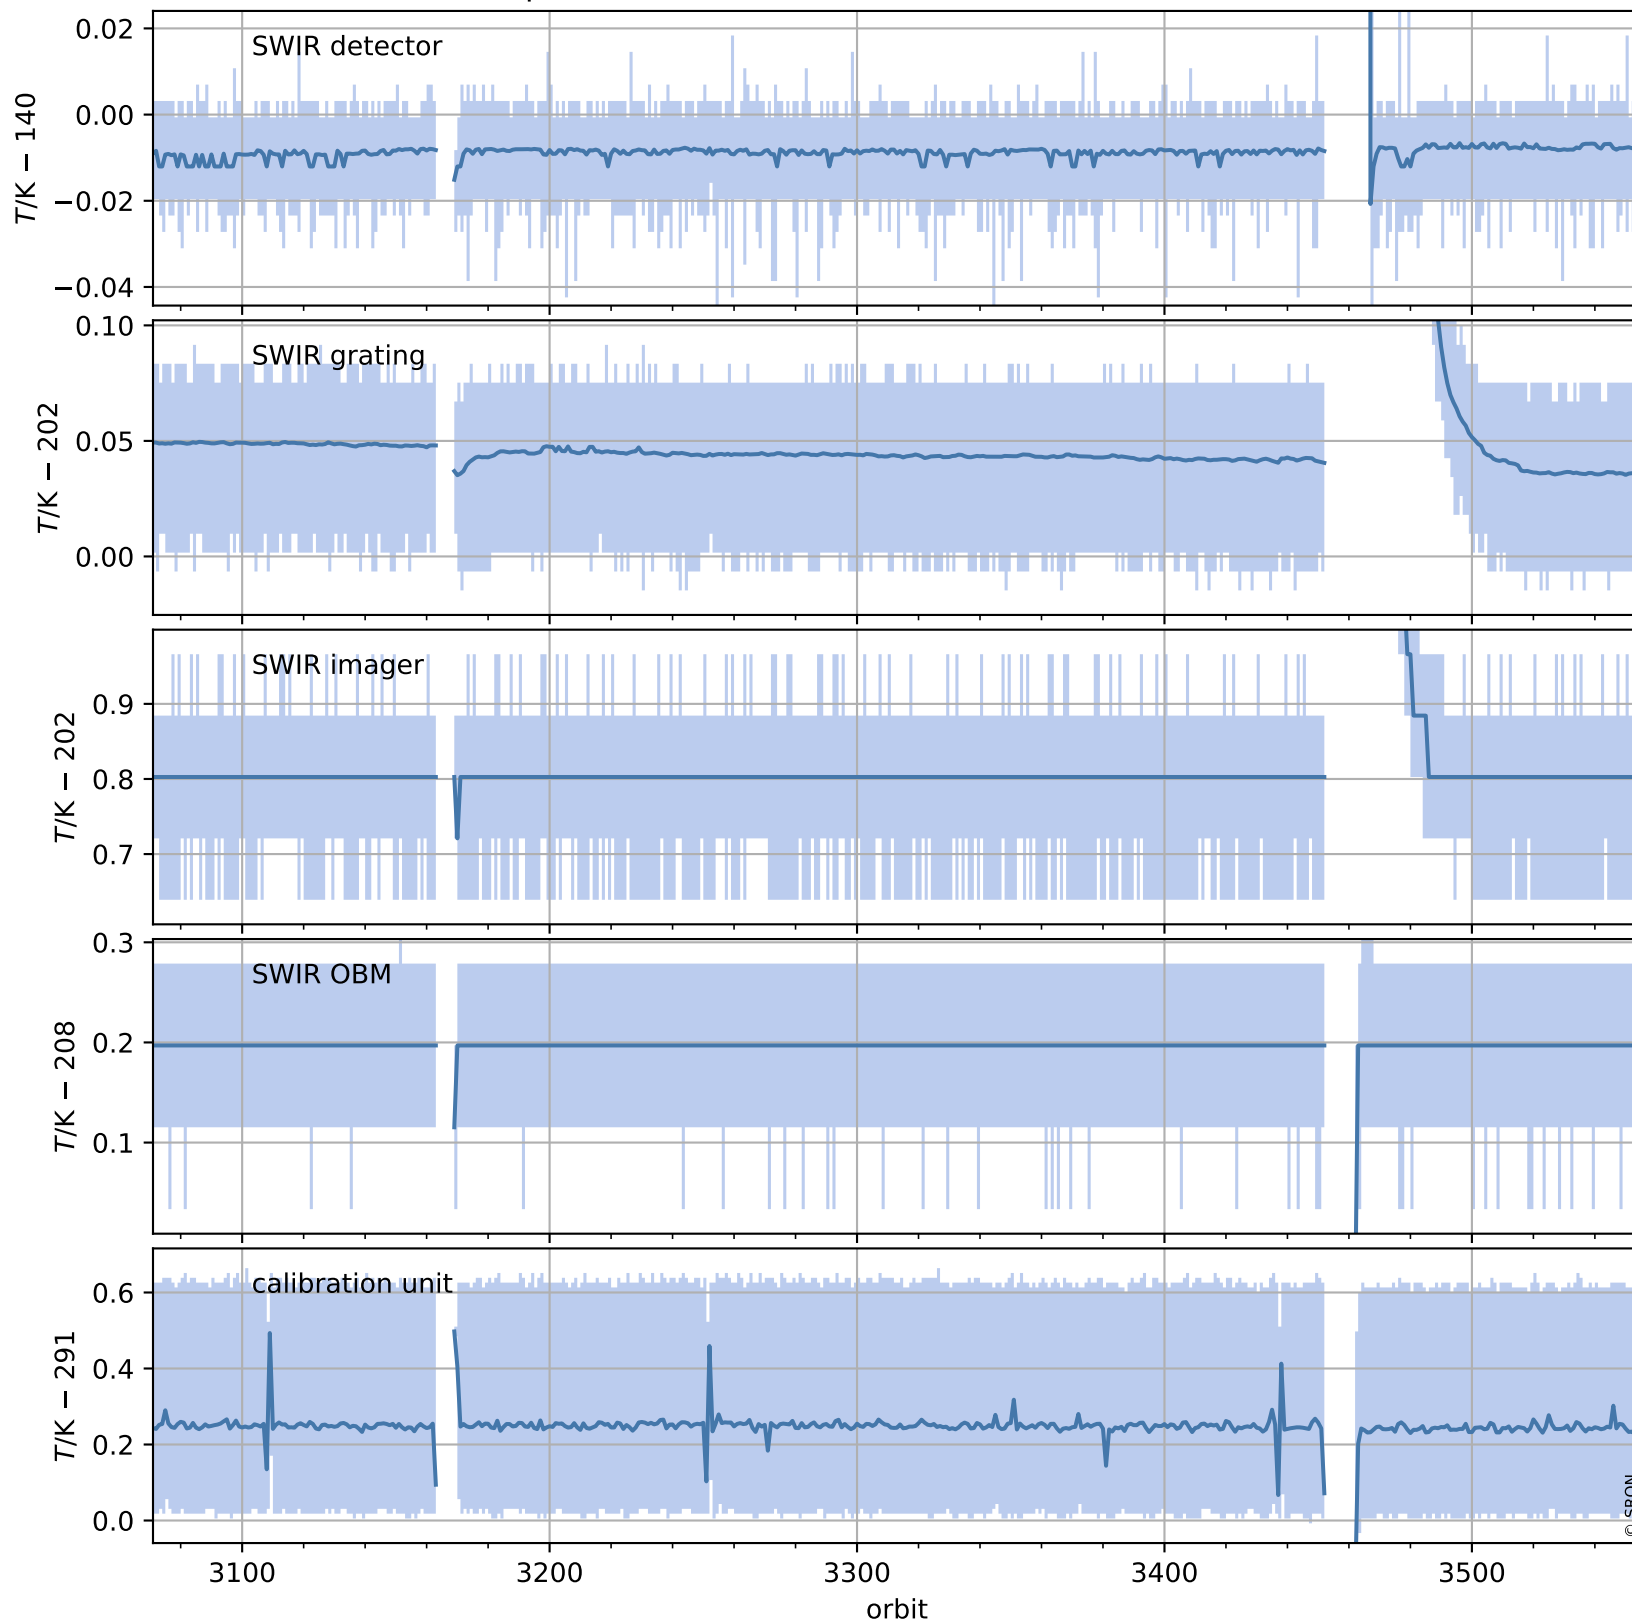 SWIR detector
0.02
0.00
−0.02
−0.04
T/K − 140
SWIR grating
0.10
0.05
0.00
T/K − 202
SWIR imager
0.9
0.8
0.7
T/K − 202
SWIR OBM
0.3
0.2
0.1
T/K − 208
calibration unit
0.6
0.4
0.2
0.0
T/K − 291
© SRON
3100 3200 3300 3400 3500
orbit